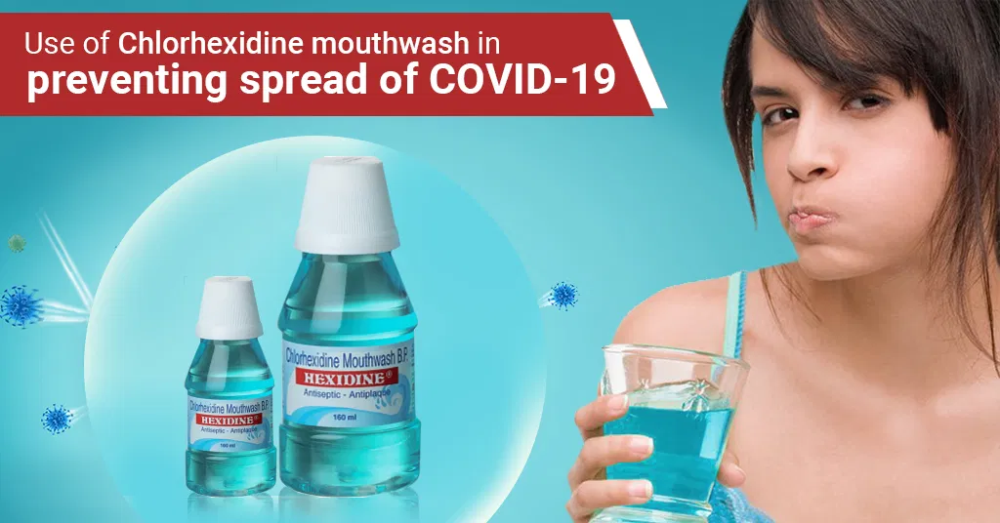 Use of Chlorhexidine mouthwash in
preventing spread of COVID-19
Chlorhexidine Mouthwash B.P.
HEXIDINE®
Antiseptic - Antiplaque
160 ml
Chlorhexidine Mouthwash B.P.
HEXIDINE®
Antiseptic - Antiplaque
160 ml